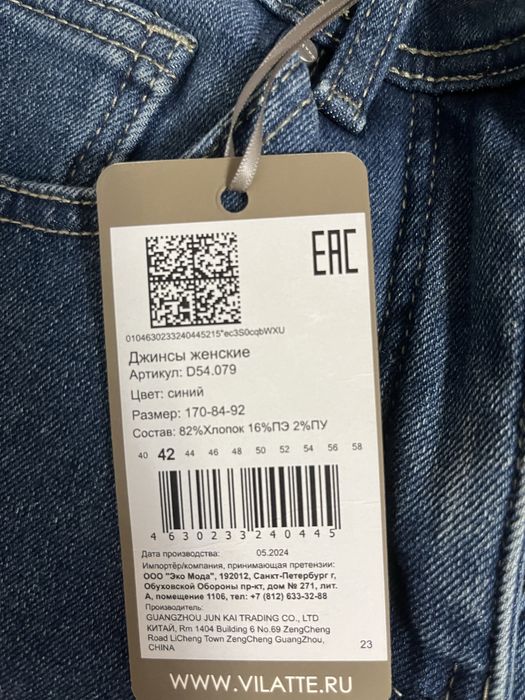 EAC
0104630233240445215"ec3S0cqbWXU
Джинсы женские
Артикул: D54.079
Цвет: синий
Размер: 170-84-92
Состав: 82%Хлопок 16%ПЭ 2%ПУ
40 42 44 46 48 50 52 54 56 58
4630233240445
Дата производства: 05.2024
Импортёр/компания, принимающая претензии:
ООО "Эко Мода", 192012, Санкт-Петербург г,
Обуховской Обороны пр-кт, дом № 271, лит.
А, помещение 1106, тел: +7 (812) 633-32-88
Производитель:
GUANGZHOU JUN KAI TRADING CO., LTD
КИТАЙ, Rm 1404 Building 6 No.69 ZengCheng
Road LiCheng Town ZengCheng GuangZhou,
CHINA
23
WWW.VILATTE.RU